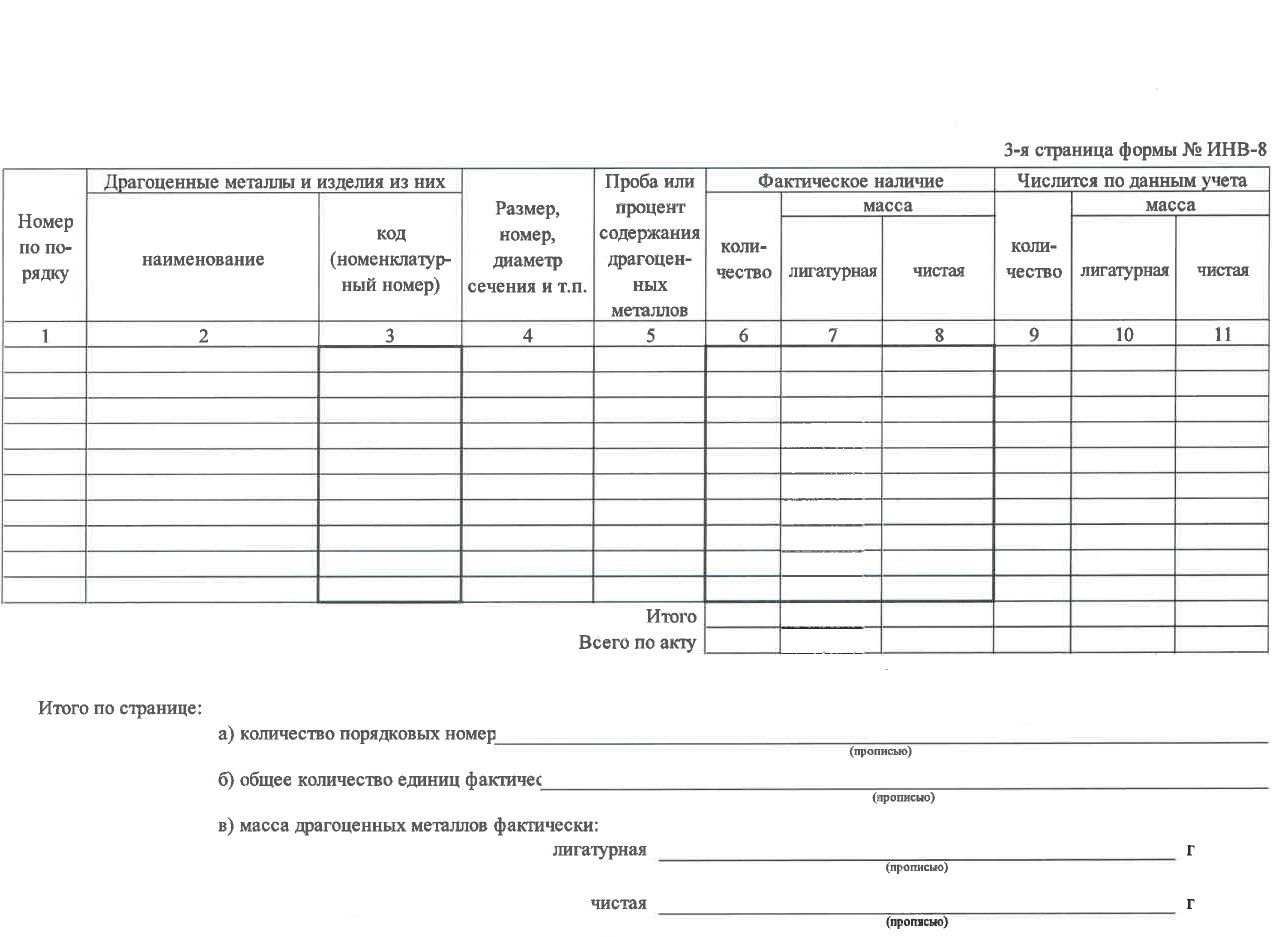 3-я страница формы № ИНВ-8
Номер
по по-
рядку
Драгоценные металлы и изделия из них
наименование
код
(номенклатур-
ный номер)
Размер,
номер,
диаметр
сечения и т.п.
Проба или
процент
содержания
драгоцен-
ных
металлов
Фактическое наличие
коли-
чество
масса
лигатурная
чистая
Числится по данным учета
коли-
чество
масса
лигатурная
чистая
1 2 3 4 5 6 7 8 9 10 11
Итого
Всего по акту
Итого по странице:
а) количество порядковых номер
(прописью)
б) общее количество единиц фактичес
(прописью)
в) масса драгоценных металлов фактически:
лигатурная г
(прописью)
чистая г
(прописью)